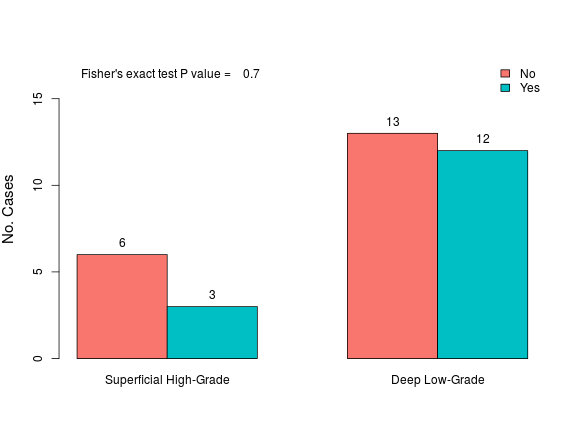 Fisher's exact test P value = 0.7
No
Yes
No. Cases
15
10
5
0
6
3
13
12
Superficial High-Grade
Deep Low-Grade